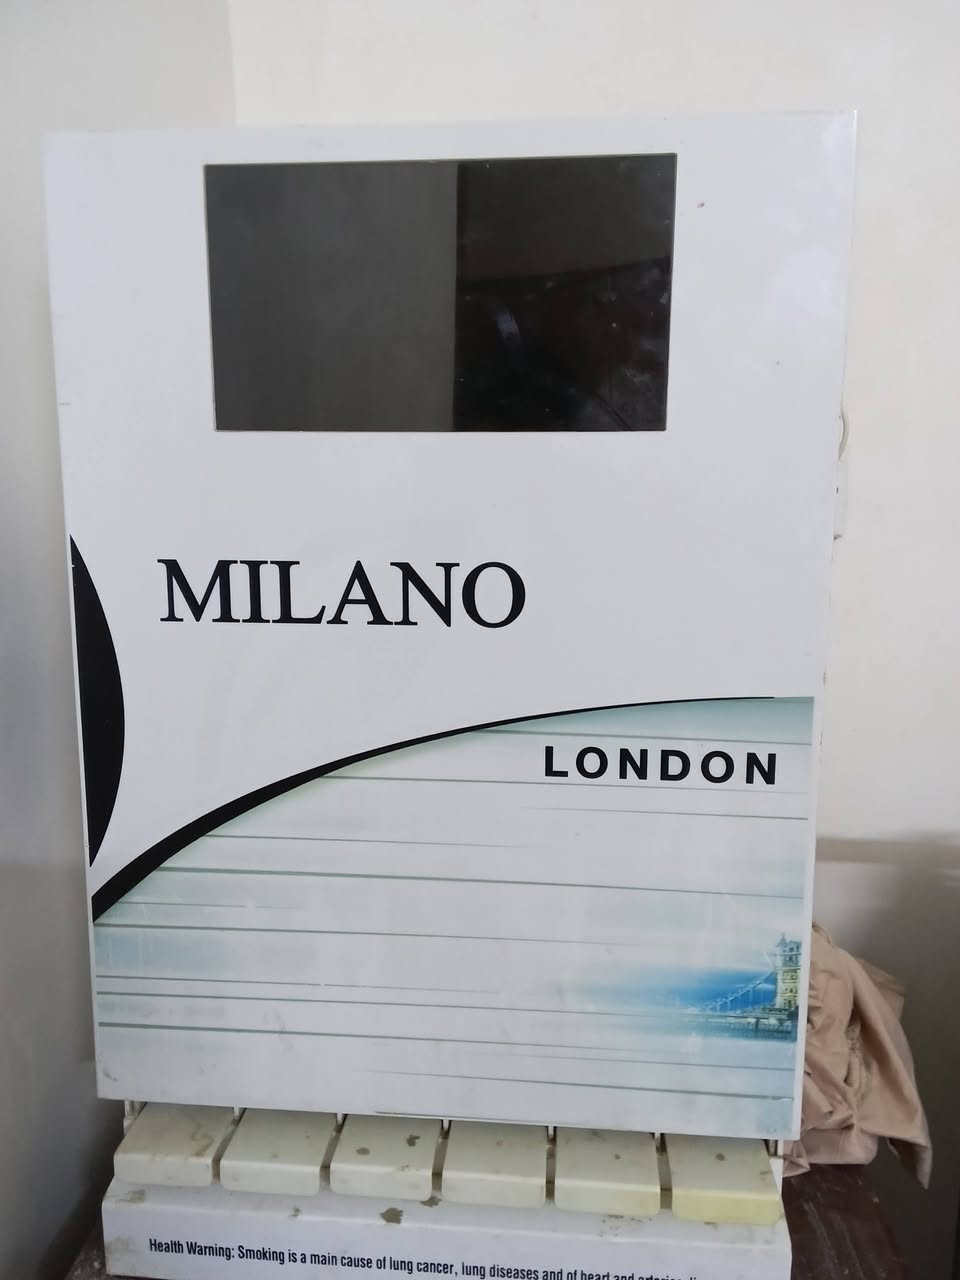 MILANO
LONDON
Health Warning: Smoking is a main cause of lung cancer, lung diseases and of heart and